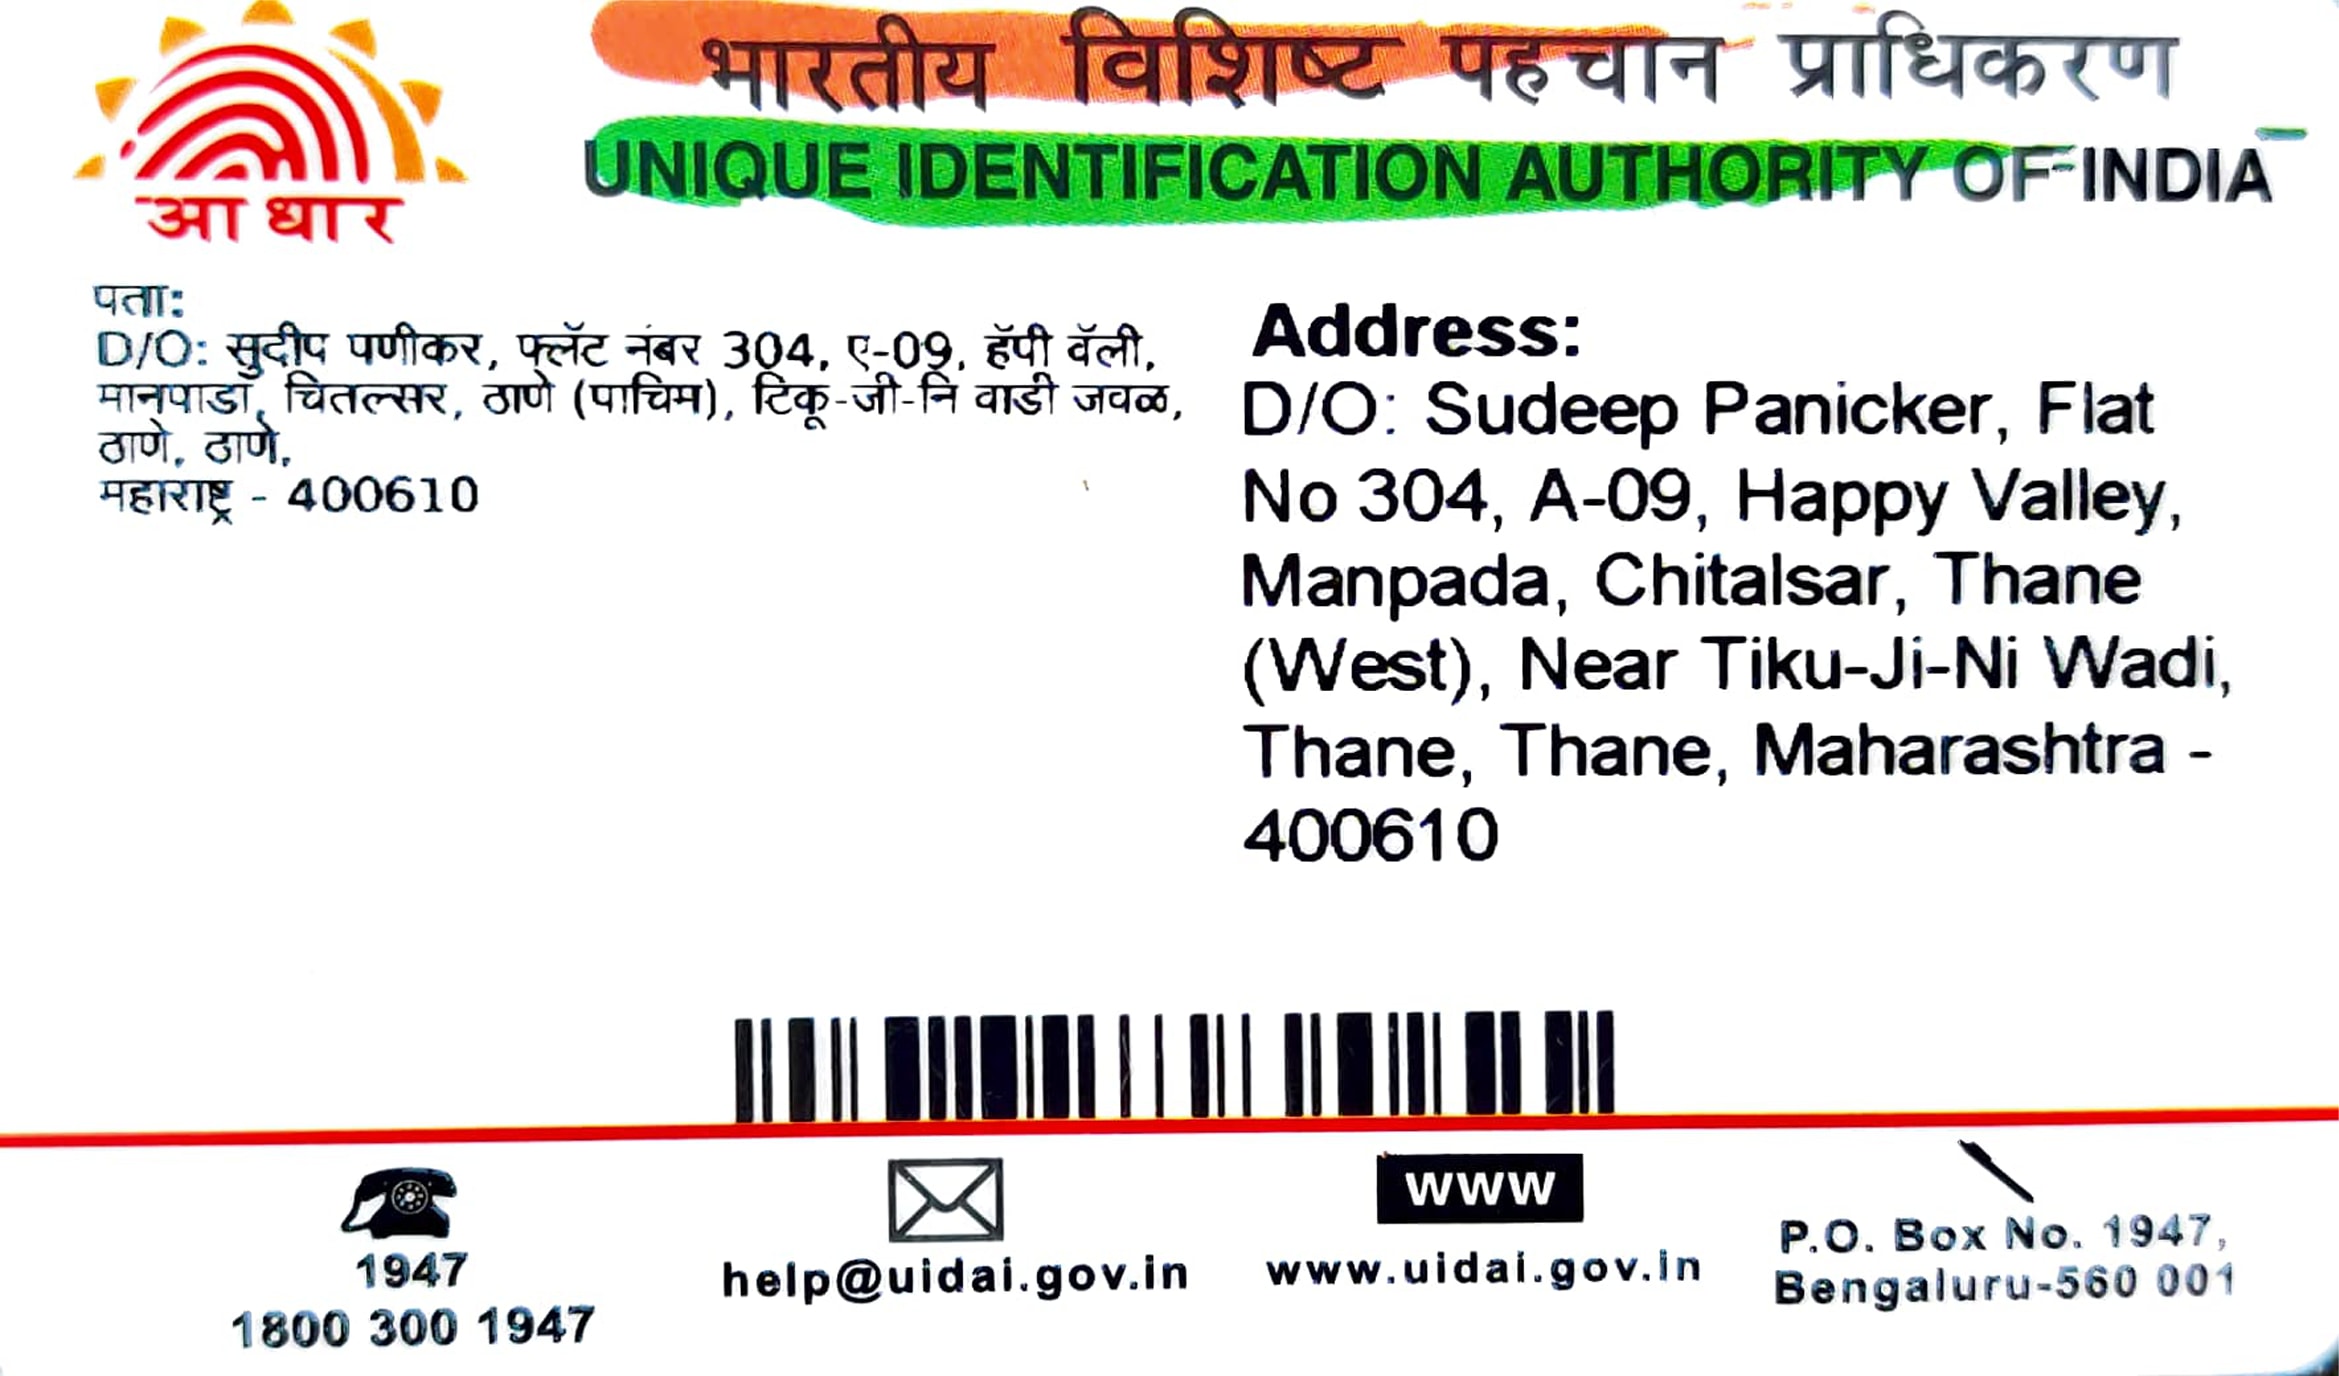 भारतीय विशिष्ट पहचान प्राधिकरण
UNIQUE IDENTIFICATION AUTHORITY OF INDIA
आधार
पता:
D/O: सुदीप पणीकर, फ्लॅट नंबर 304, ए-09, हॅपी वॅली,
मानपाडा, चितल्सर, ठाणे (पाचिम), टिकू-जी-नि वाडी जवळ,
ठाणे, ठाणे,
महाराष्ट्र - 400610
Address:
D/O: Sudeep Panicker, Flat
No 304, A-09, Happy Valley,
Manpada, Chitalsar, Thane
(West), Near Tiku-Ji-Ni Wadi,
Thane, Thane, Maharashtra -
400610
1947
1800 300 1947
help@uidai.gov.in
www
www.uidai.gov.in
P.O. Box No. 1947,
Bengaluru-560 001